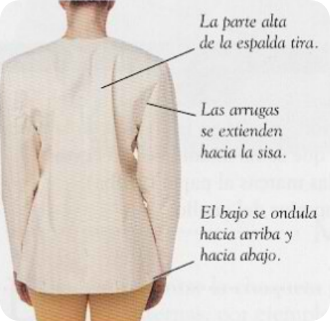 La parte alta
de la espalda tira.
Las arrugas
se extienden
hacia la sisa.
El bajo se ondula
hacia arriba y
hacia abajo.